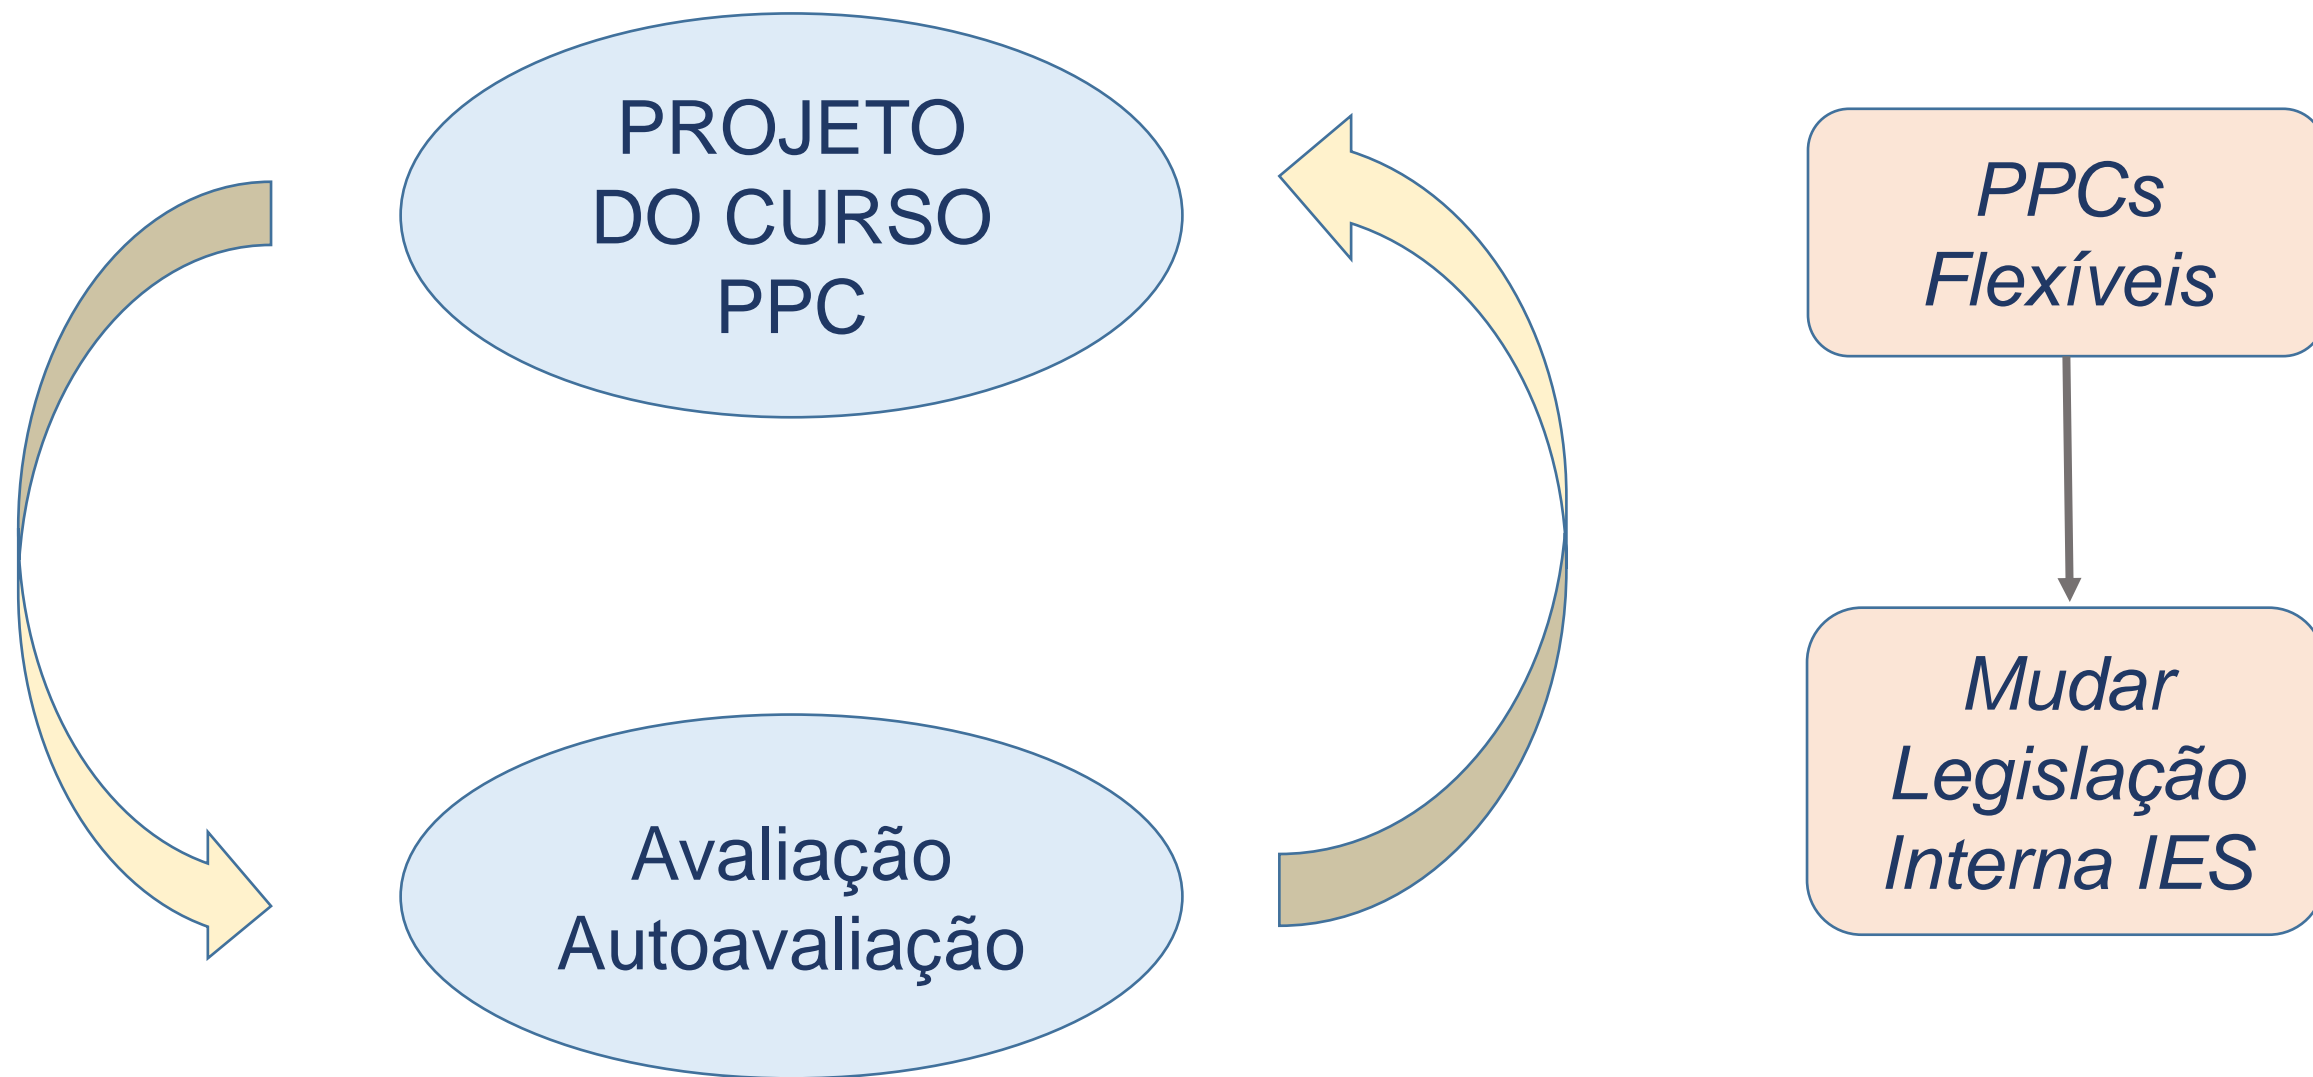 PROJETO
DO CURSO
PPC
Avaliação
Autoavaliação
PPCs
Flexíveis
Mudar
Legislação
Interna IES